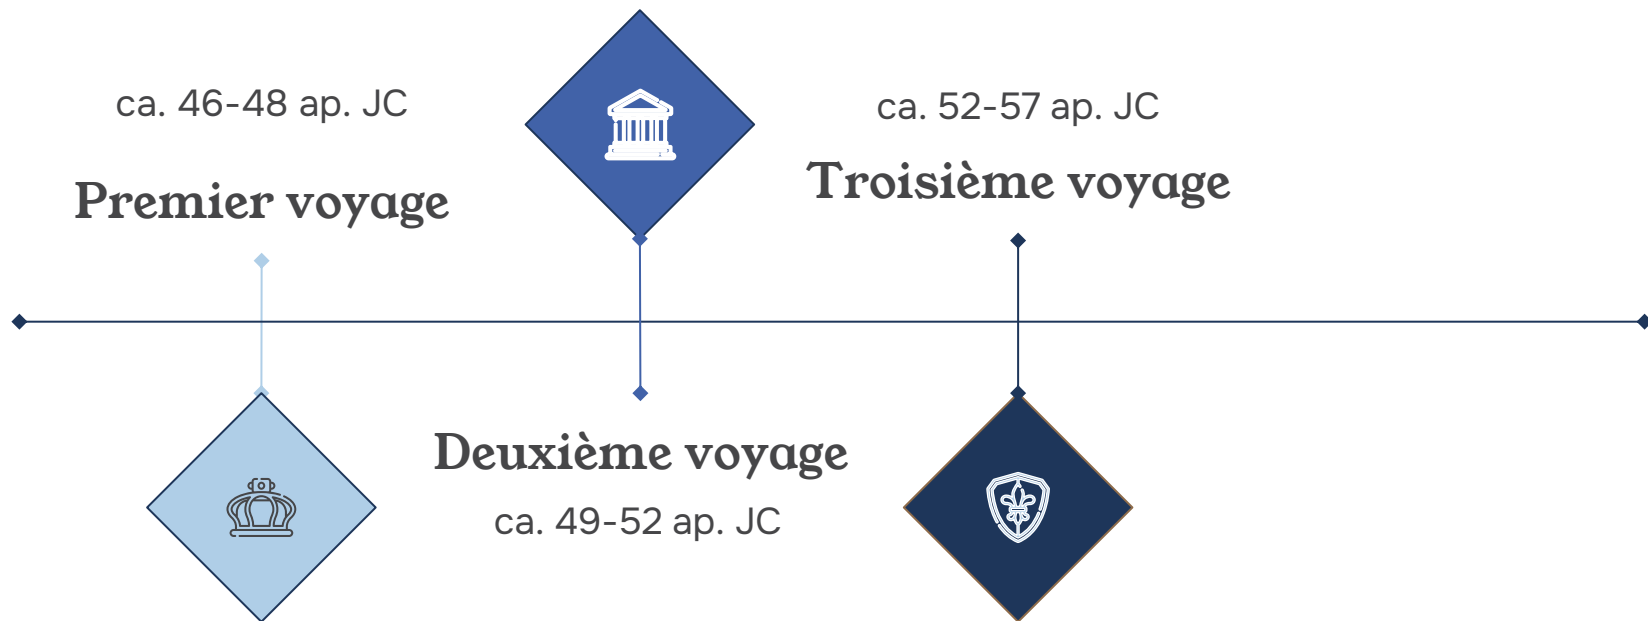 ca. 46-48 ap. JC
Premier voyage
Deuxième voyage
ca. 49-52 ap. JC
ca. 52-57 ap. JC
Troisième voyage